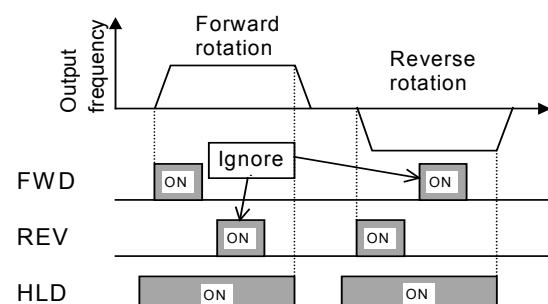 Forward
rotation
Reverse
rotation
Output
frequency
Ignore
FWD
ON
ON
REV
ON
ON
HLD
ON
ON